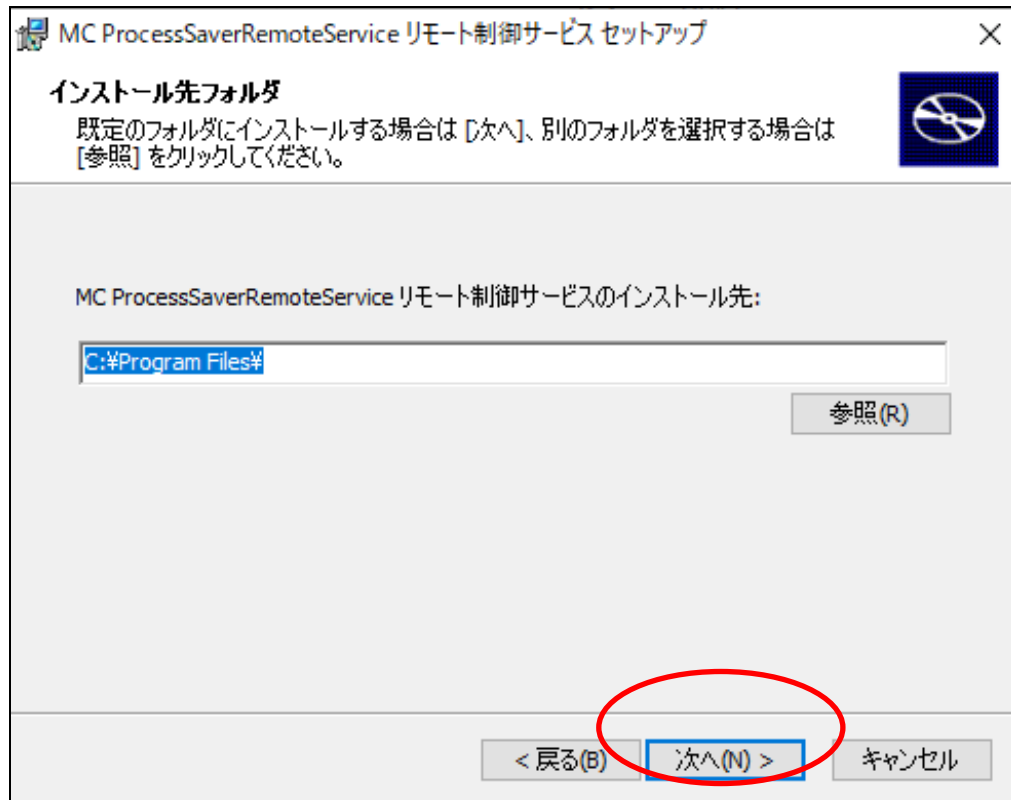 MC ProcessSaverRemoteService リモート制御サービス セットアップ
インストール先フォルダ
既定のフォルダにインストールする場合は [次へ]、別のフォルダを選択する場合は
[参照] をクリックしてください。
MC ProcessSaverRemoteService リモート制御サービスのインストール先:
C:¥Program Files¥
参照(R)
< 戻る(B)
次へ(N) >
キャンセル